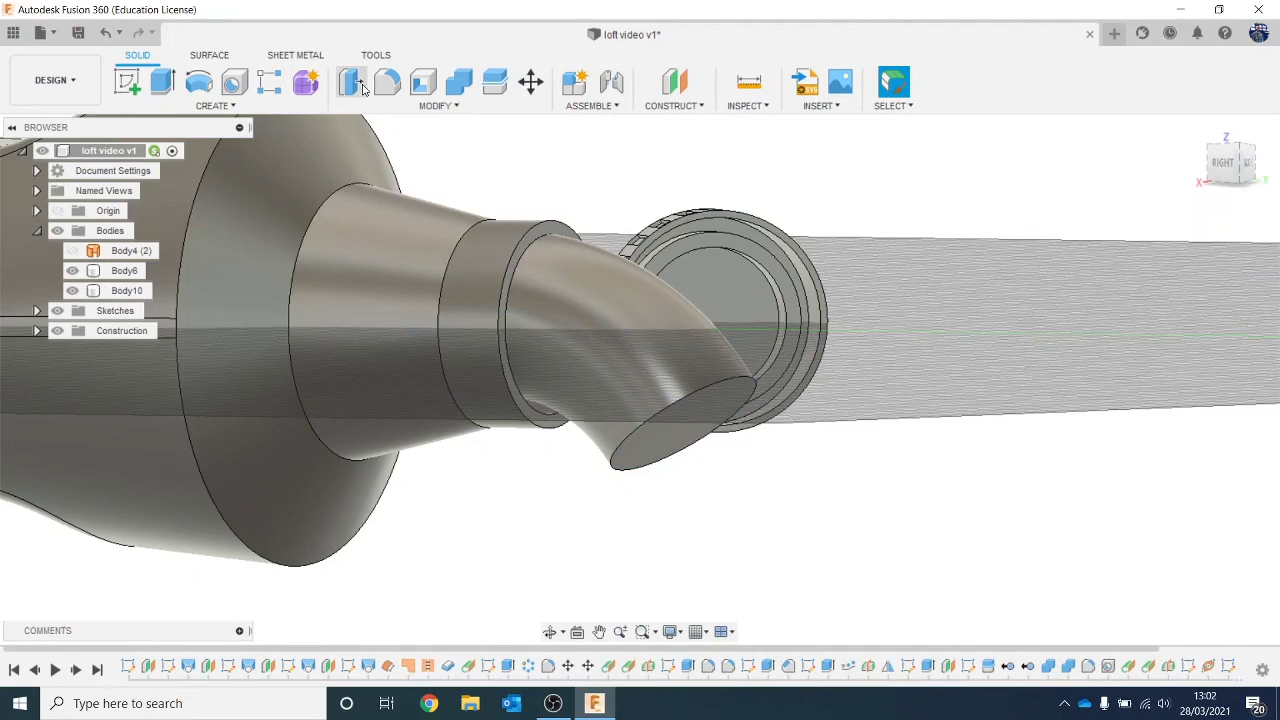 Autodesk Fusion 360 (Education License)
loft video v1*
SOLID SURFACE SHEET METAL TOOLS
DESIGN
CREATE MODIFY ASSEMBLE CONSTRUCT INSPECT INSERT SELECT
BROWSER
loft video v1
Document Settings
Named Views
Origin
Bodies
Body4 (2)
Body6
Body10
Sketches
Construction
Z
RIGHT
X
Y
COMMENTS
Type here to search
13:02
28/03/2021
20